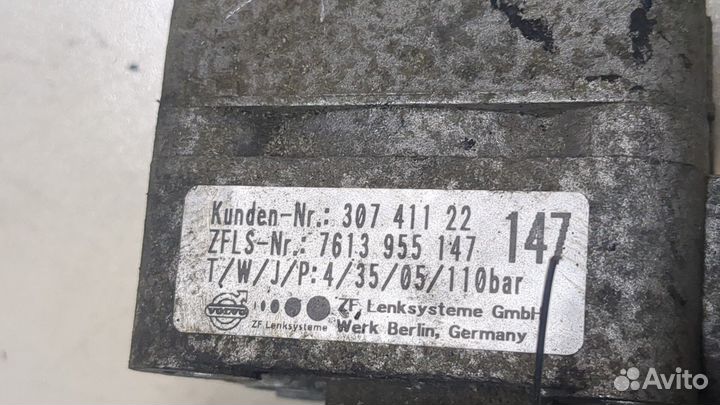 Kunden-Nr.: 307 411 22
ZFLS-Nr.: 7613 955 147
147
T/W/J/P:4/35/05/110bar
VOLVO
ZF Lenksysteme
ZF Lenksysteme GmbH
Werk Berlin, Germany
Avito